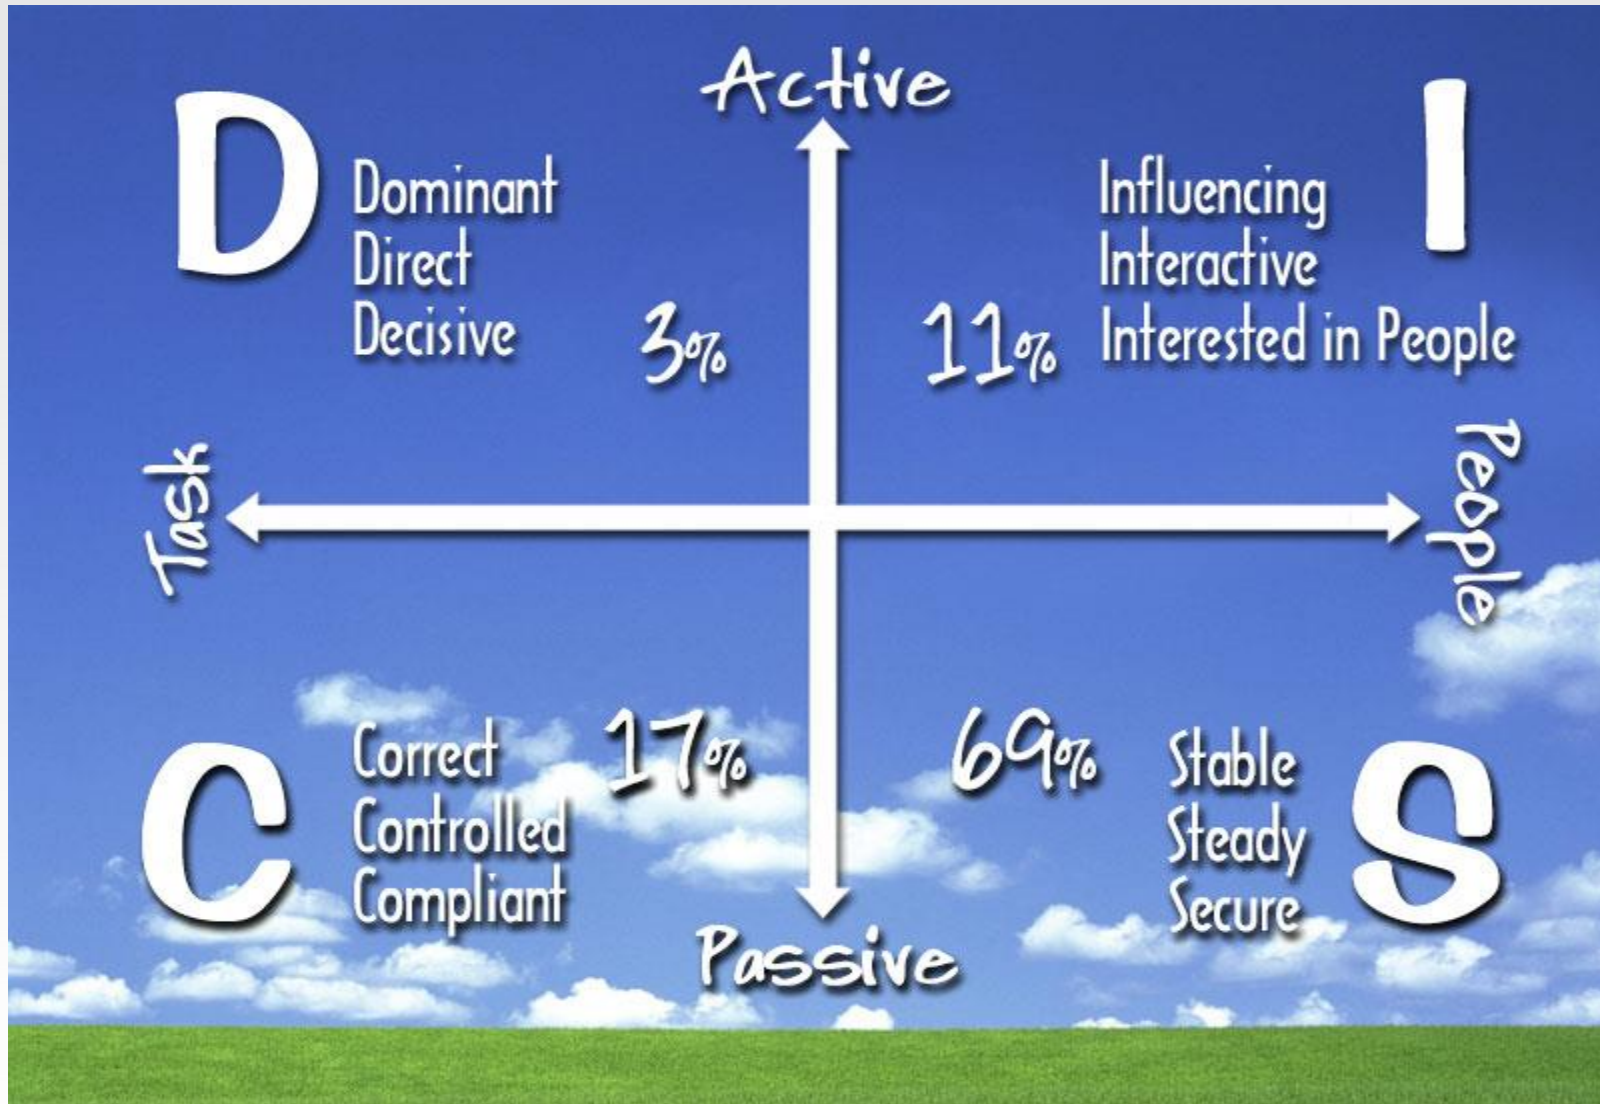 Active
D
Dominant
Direct
Decisive
3%
I
Influencing
Interactive
Interested in People
11%
Task
People
C
Correct
Controlled
Compliant
17%
69%
Stable
Steady
Secure
S
Passive